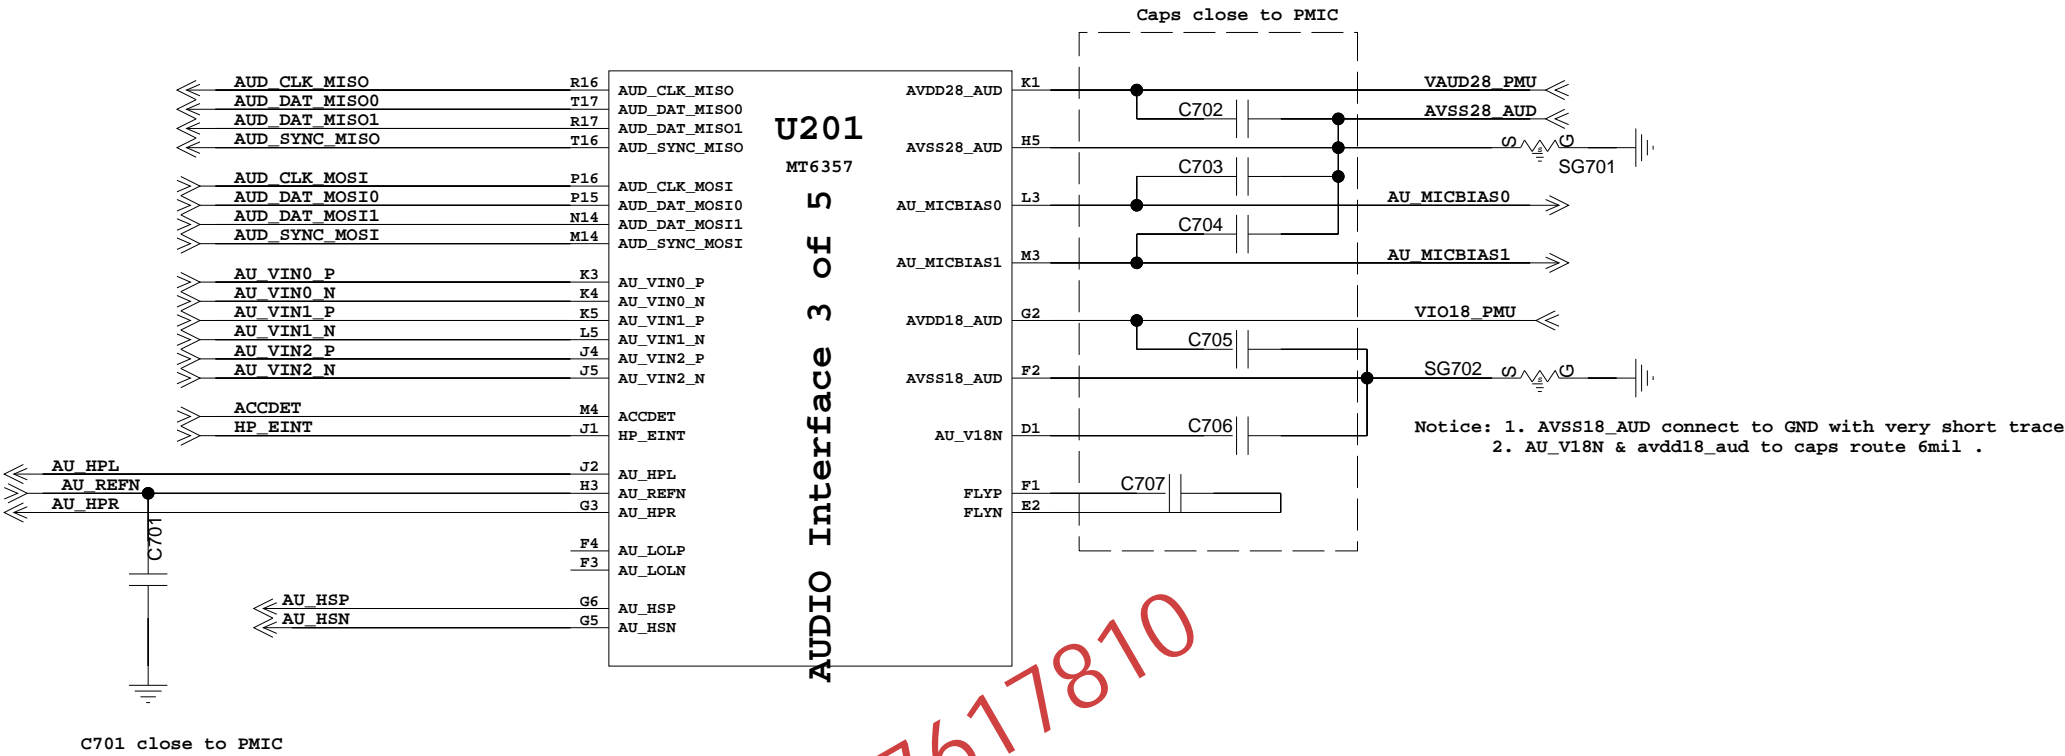 Caps close to PMIC
AUD_CLK_MISO R16 AUD_CLK_MISO
AUD_DAT_MISO0 T17 AUD_DAT_MISO0
AUD_DAT_MISO1 R17 AUD_DAT_MISO1
AUD_SYNC_MISO T16 AUD_SYNC_MISO
AUD_CLK_MOSI P16 AUD_CLK_MOSI
AUD_DAT_MOSI0 P15 AUD_DAT_MOSI0
AUD_DAT_MOSI1 N14 AUD_DAT_MOSI1
AUD_SYNC_MOSI M14 AUD_SYNC_MOSI
AU_VIN0_P K3 AU_VIN0_P
AU_VIN0_N K4 AU_VIN0_N
AU_VIN1_P K5 AU_VIN1_P
AU_VIN1_N L5 AU_VIN1_N
AU_VIN2_P J4 AU_VIN2_P
AU_VIN2_N J5 AU_VIN2_N
ACCDET M4 ACCDET
HP_EINT J1 HP_EINT
AU_HPL J2 AU_HPL
AU_REFN H3 AU_REFN
AU_HPR G3 AU_HPR
C701
F4 AU_LOLP
F3 AU_LOLN
AU_HSP G6 AU_HSP
AU_HSN G5 AU_HSN
C701 close to PMIC
U201
MT6357
AUDIO Interface 3 of 5
AVDD28_AUD K1 VAUD28_PMU
C702 AVSS28_AUD
AVSS28_AUD H5 S G
SG701
C703
AU_MICBIAS0 L3 AU_MICBIAS0
C704
AU_MICBIAS1 M3 AU_MICBIAS1
AVDD18_AUD G2 VIO18_PMU
C705
AVSS18_AUD F2 SG702 S G
AU_V18N D1 C706
FLYP F1 C707
FLYN E2
Notice: 1. AVSS18_AUD connect to GND with very short trace
2. AU_V18N & avdd18_aud to caps route 6mil .
7617810